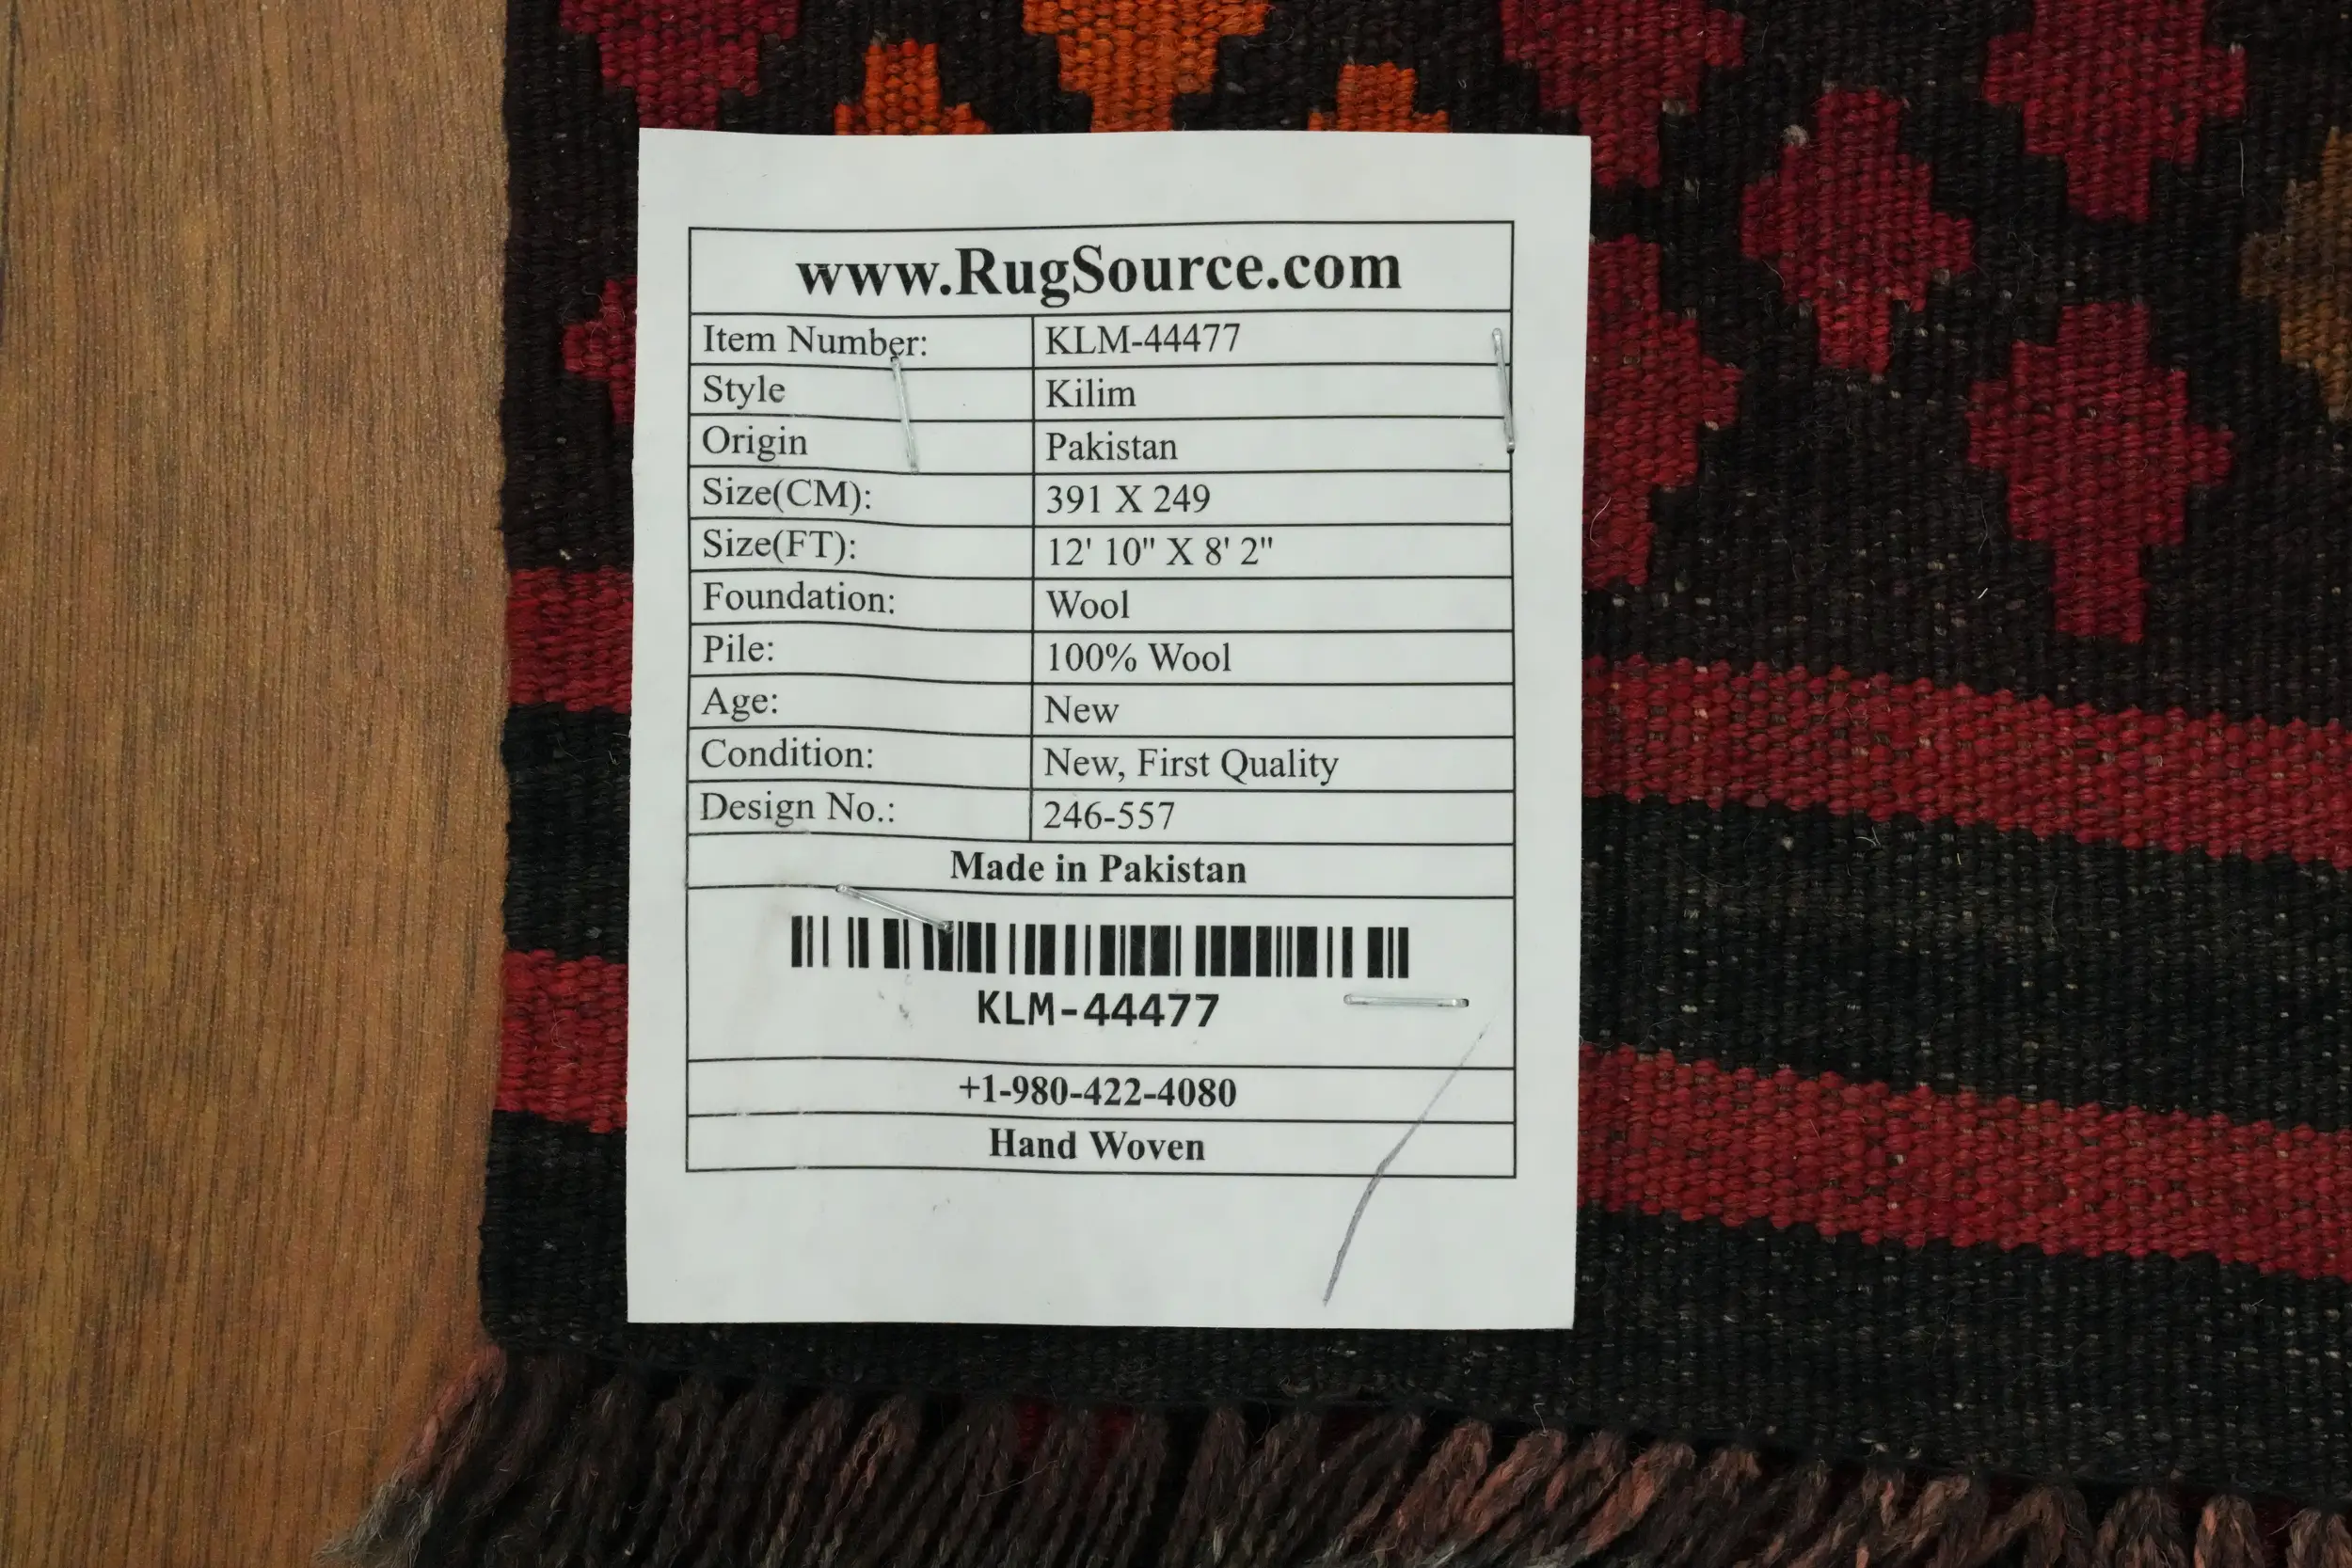 www.RugSource.com
Item Number: KLM-44477
Style Kilim
Origin Pakistan
Size(CM): 391 X 249
Size(FT): 12' 10" X 8' 2"
Foundation: Wool
Pile: 100% Wool
Age: New
Condition: New, First Quality
Design No.: 246-557
Made in Pakistan
KLM-44477
+1-980-422-4080
Hand Woven